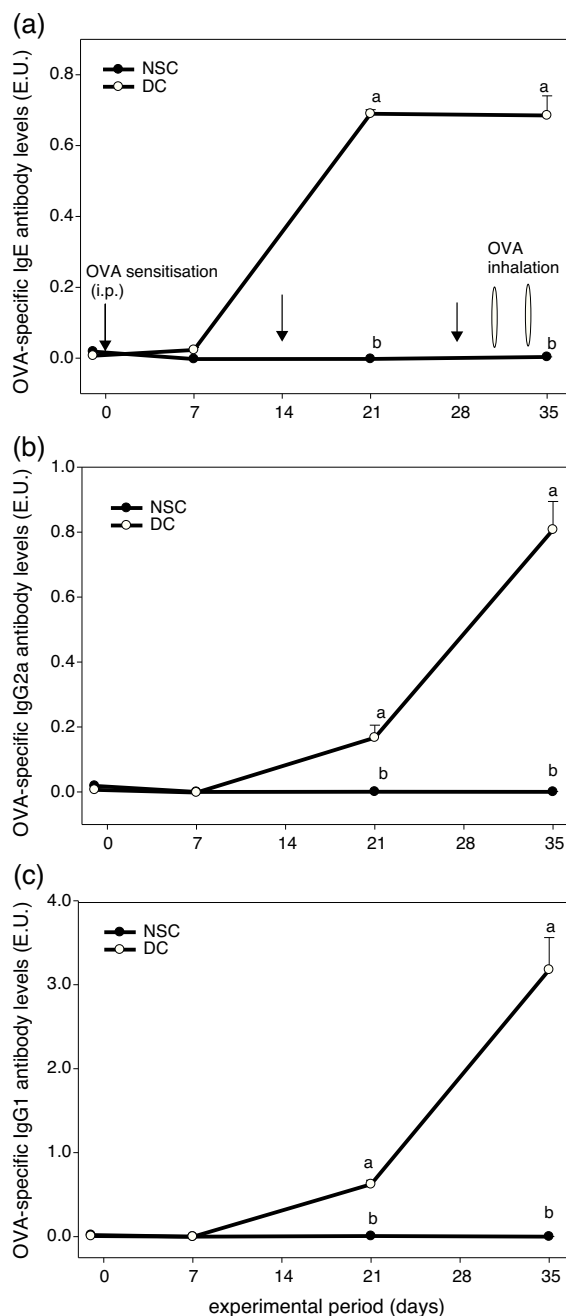 (a)
OVA-specific IgE antibody levels (E.U.)
0.8
0.6
0.4
0.2
0.0
NSC
DC
a
a
OVA sensitisation
(i.p.)
OVA
inhalation
b
b
0 7 14 21 28 35
(b)
OVA-specific IgG2a antibody levels (E.U.)
1.0
0.8
0.6
0.4
0.2
0.0
NSC
DC
a
a
b
b
0 7 14 21 28 35
(c)
OVA-specific IgG1 antibody levels (E.U.)
4.0
3.0
2.0
1.0
0.0
NSC
DC
a
a
b
b
0 7 14 21 28 35
experimental period (days)